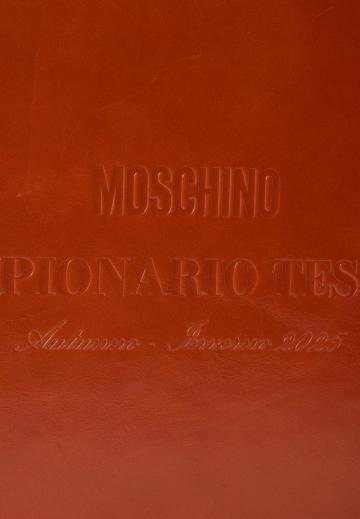 MOSCHINO
PIONARIO TES
Autunno - Inverno 2025